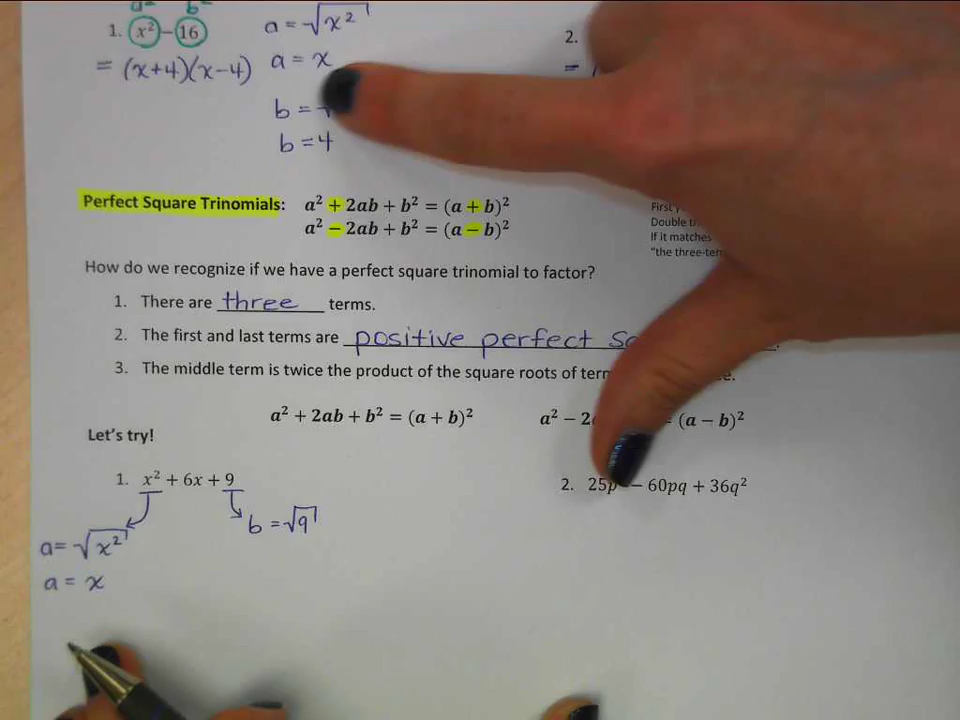 a² b²
1. x² – 16 a = √x²
= (x+4)(x-4) a = x
b = √
b = 4
2.
=
Perfect Square Trinomials: a² + 2ab + b² = (a + b)²
a² − 2ab + b² = (a − b)²
First
Double
If it matches
"the
How do we recognize if we have a perfect square trinomial to factor?
1. There are three terms.
2. The first and last terms are positive perfect
3. The middle term is twice the product of the square roots of
a² + 2ab + b² = (a + b)² a² − 2 = (a − b)²
Let's try!
1. x² + 6x + 9 2. 25p − 60pq + 36q²
b = √9
a = √x²
a = x